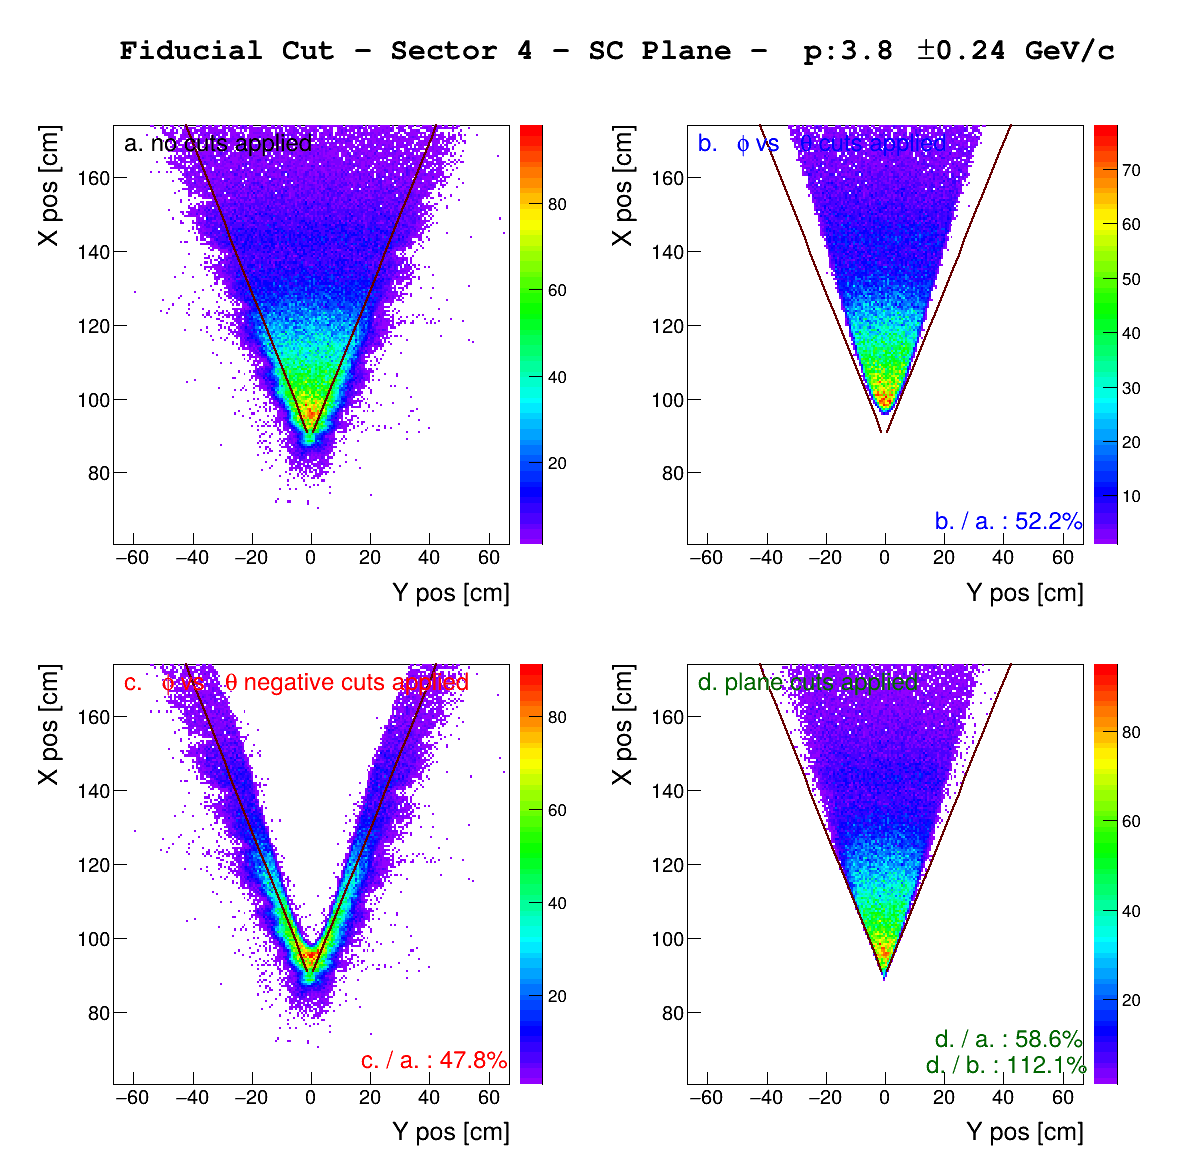 Fiducial Cut − Sector 4 − SC Plane − p:3.8 ±0.24 GeV/c
a. no cuts applied
X pos [cm]
160
140
120
100
80
−60 −40 −20 0 20 40 60
Y pos [cm]
80
60
40
20
b. ϕ vs θ cuts applied
X pos [cm]
160
140
120
100
80
−60 −40 −20 0 20 40 60
Y pos [cm]
70
60
50
40
30
20
10
b. / a. : 52.2%
c. ϕ vs θ negative cuts applied
X pos [cm]
160
140
120
100
80
−60 −40 −20 0 20 40 60
Y pos [cm]
80
60
40
20
c. / a. : 47.8%
d. plane cuts applied
X pos [cm]
160
140
120
100
80
−60 −40 −20 0 20 40 60
Y pos [cm]
80
60
40
20
d. / a. : 58.6%
d. / b. : 112.1%